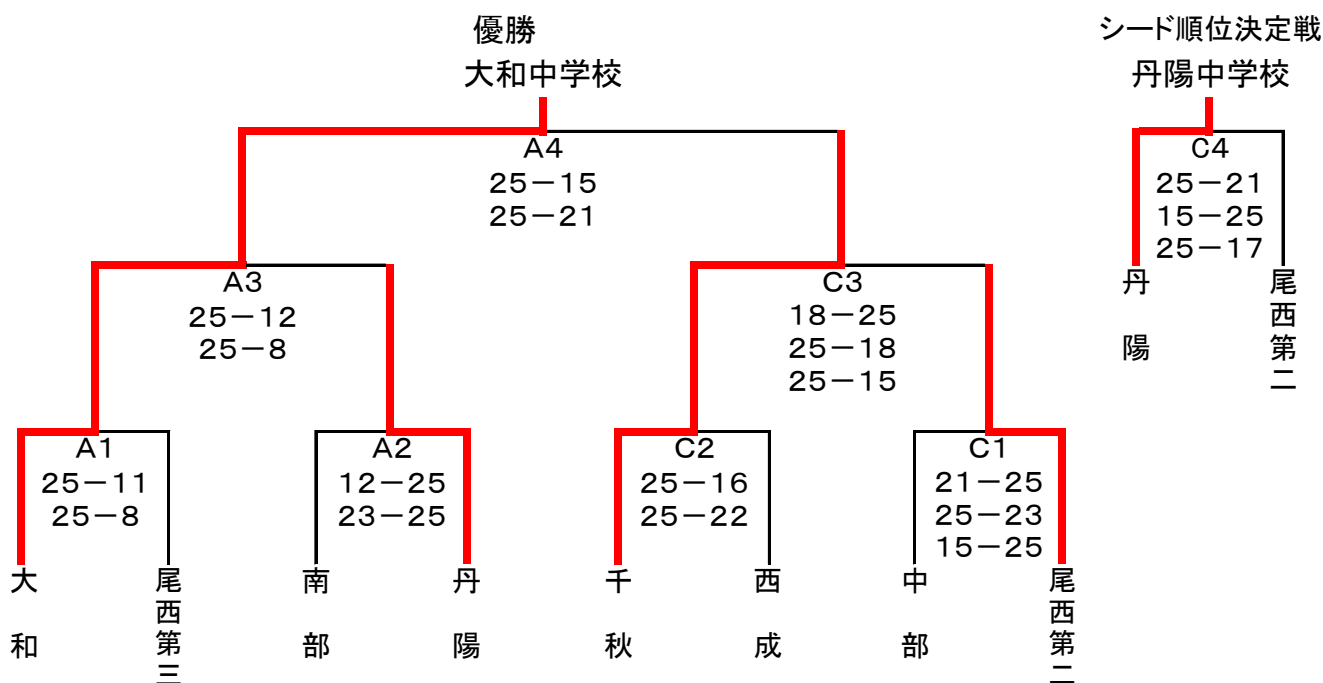 優勝
大和中学校
シード順位決定戦
丹陽中学校
A4
25－15
25－21
C4
25－21
15－25
25－17
丹陽
尾西第二
A3
25－12
25－8
C3
18－25
25－18
25－15
A1
25－11
25－8
A2
12－25
23－25
C2
25－16
25－22
C1
21－25
25－23
15－25
大和
尾西第三
南部
丹陽
千秋
西成
中部
尾西第二